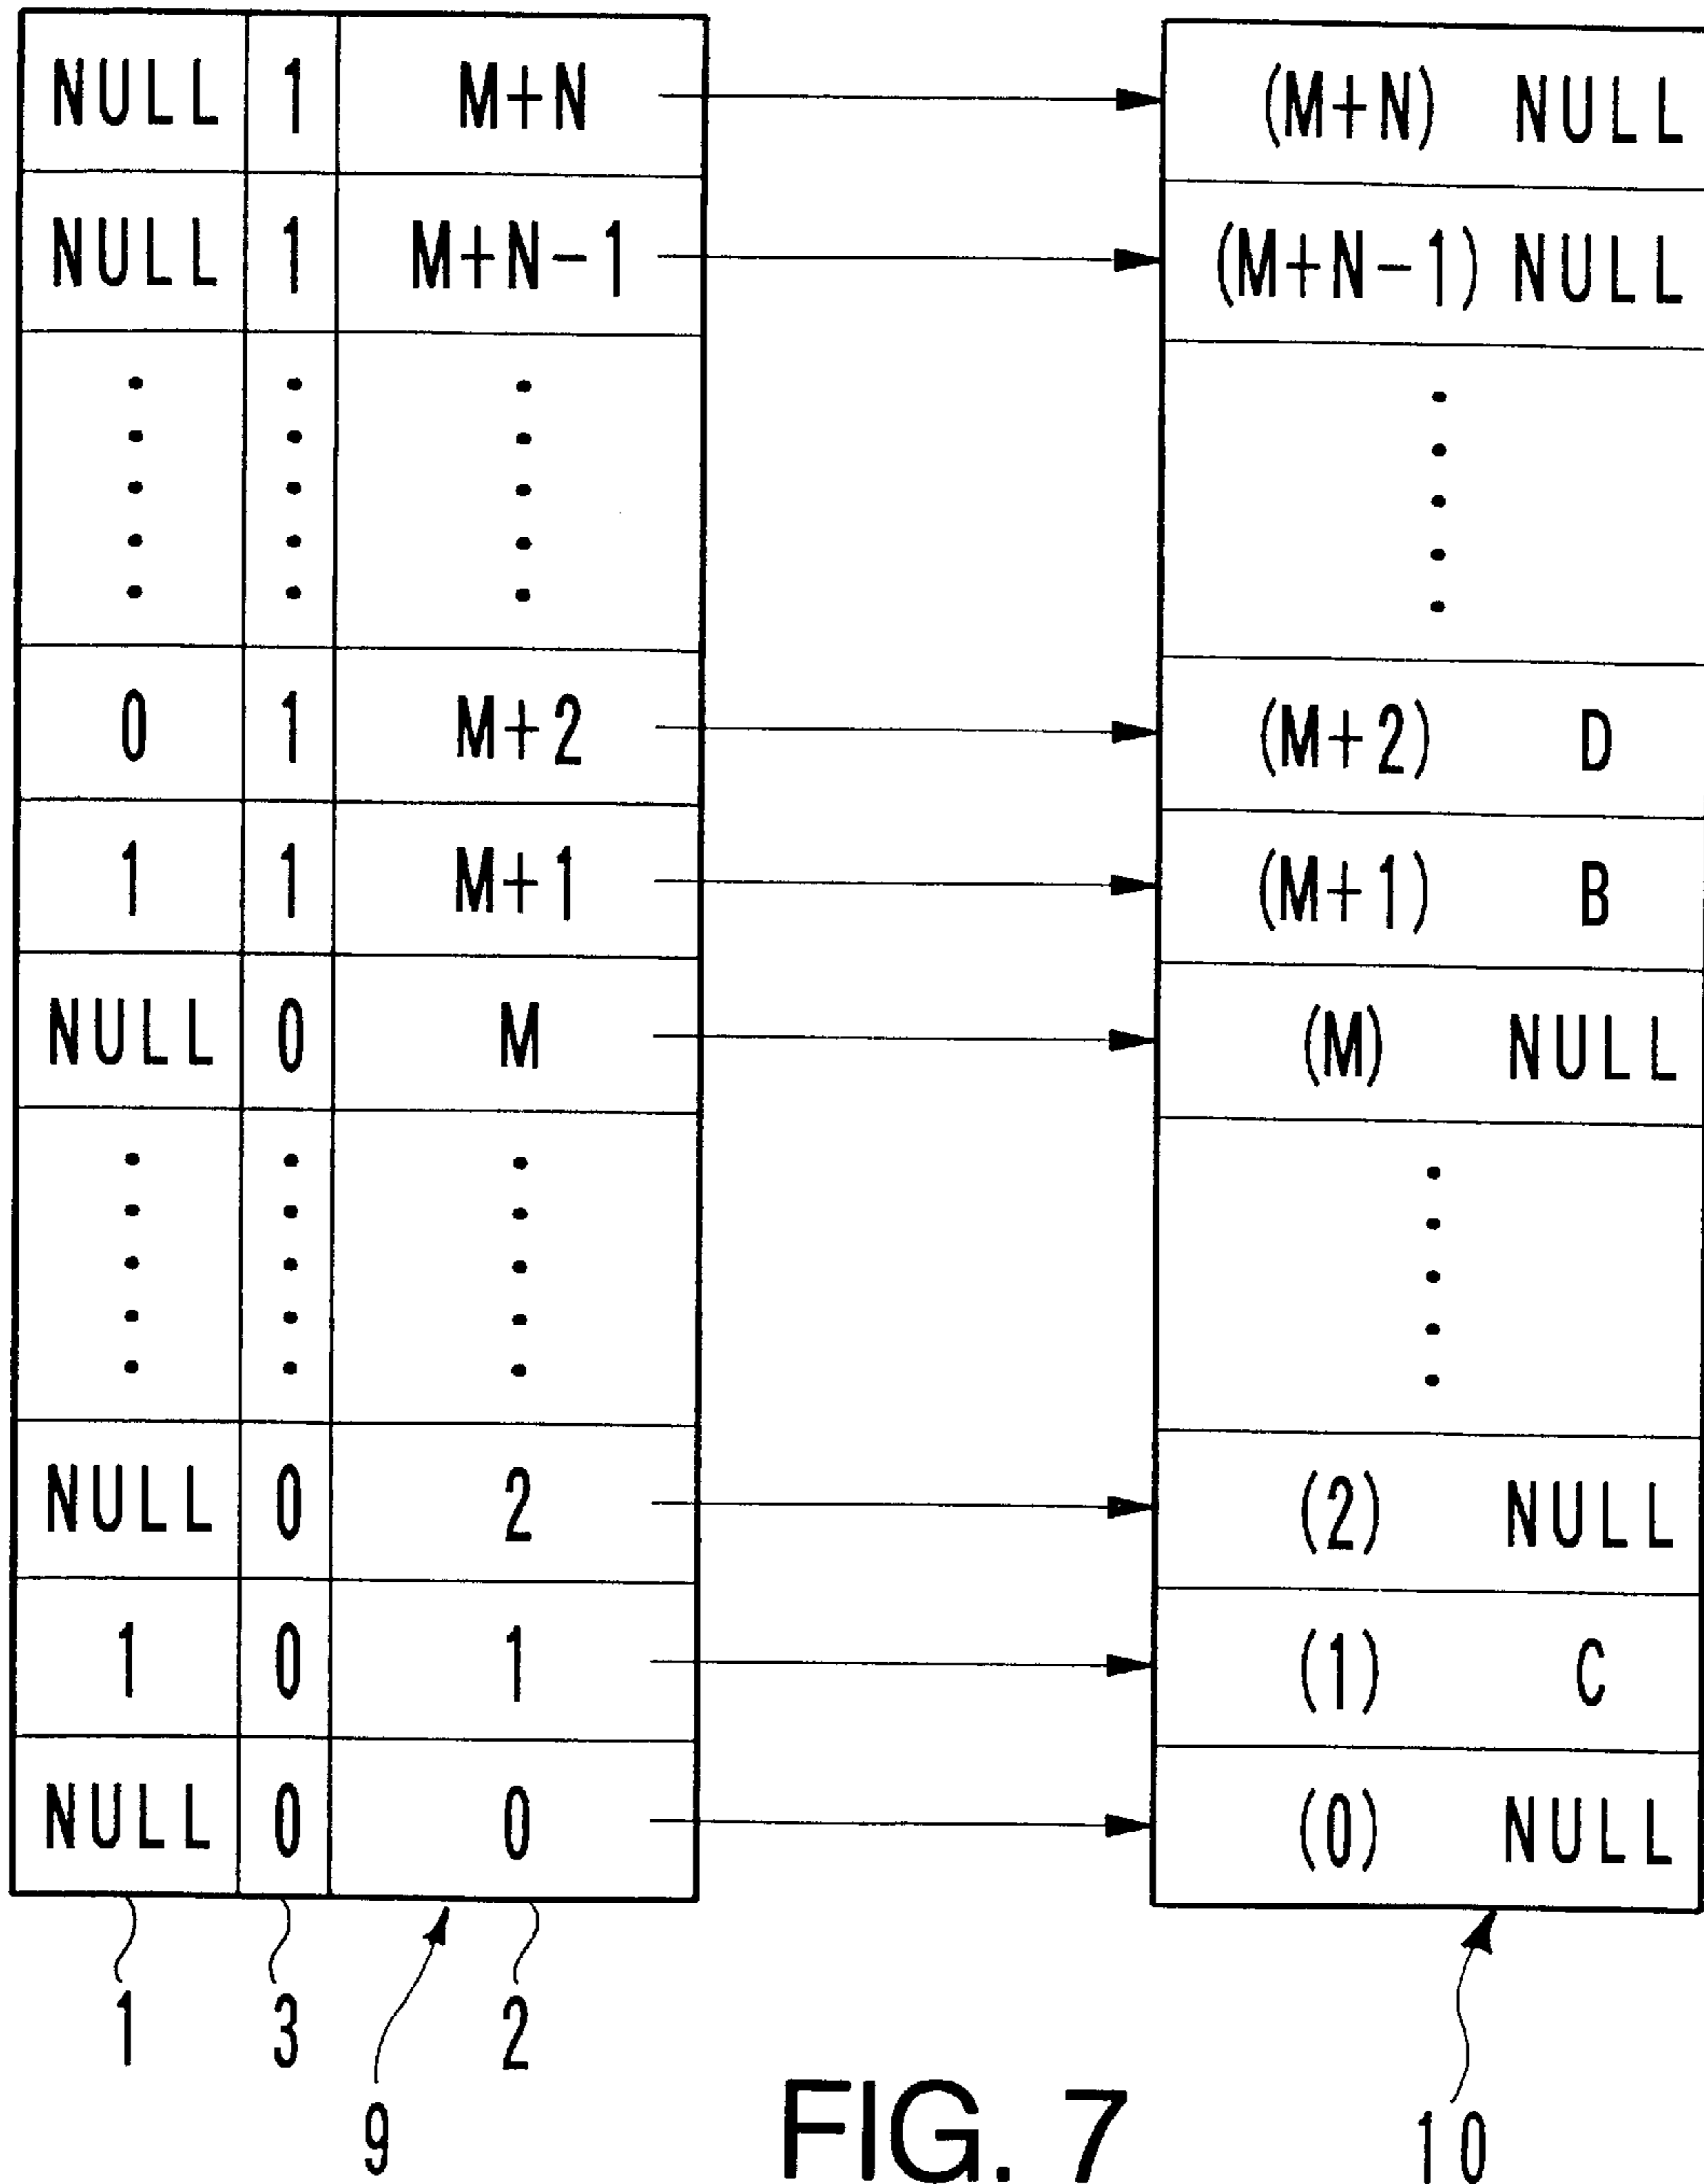 NULL 1 M+N (M+N) NULL
NULL 1 M+N-1 (M+N-1) NULL
0 1 M+2 (M+2) D
1 1 M+1 (M+1) B
NULL 0 M (M) NULL
NULL 0 2 (2) NULL
1 0 1 (1) C
NULL 0 0 (0) NULL
1 3 2
9 10
FIG. 7